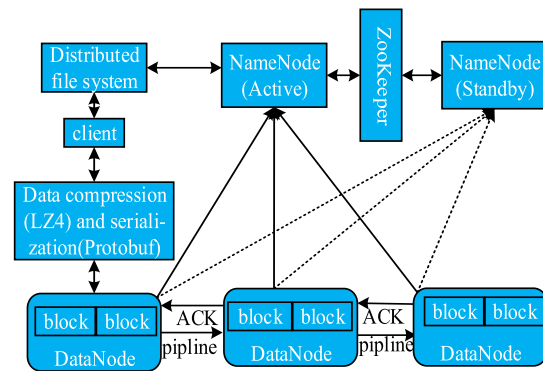 Distributed
file system
NameNode
(Active)
ZooKeeper
NameNode
(Standby)
client
Data compression
(LZ4) and seriali-
zation(Protobuf)
block block
DataNode
ACK
pipline
block block
DataNode
ACK
pipline
block block
DataNode